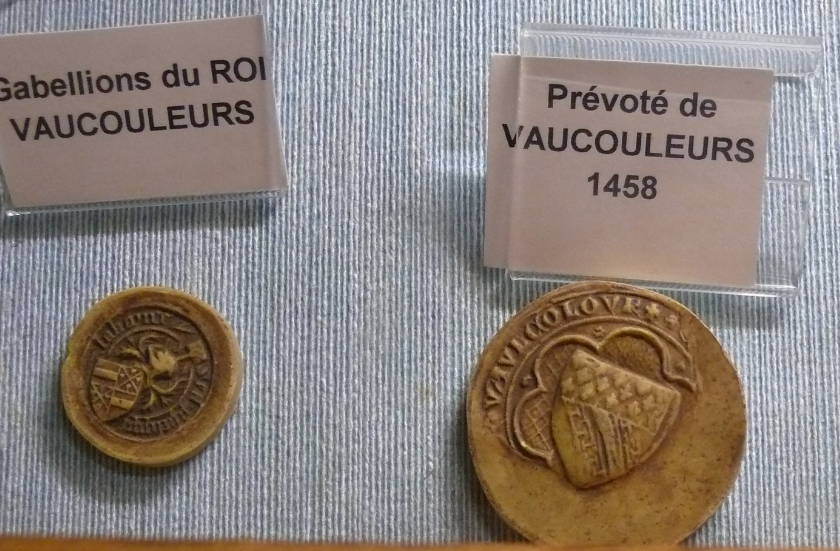 Gabellions du ROI
VAUCOULEURS
Prévoté de
VAUCOULEURS
1458